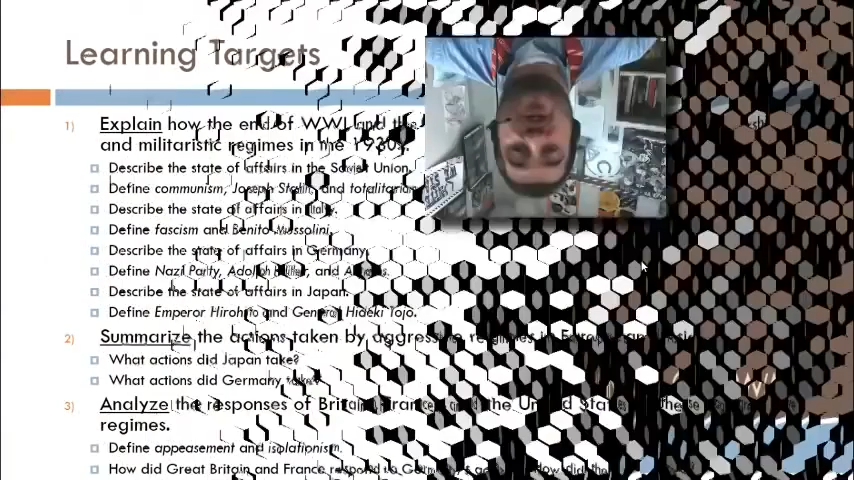 Learning Targets
1) Explain how the end of WWI and the
and militaristic regimes in the 1930s.
Describe the state of affairs in the Soviet Union.
Define communism, Joseph Stalin, and totalitarian
Describe the state of affairs in Italy.
Define fascism and Benito Mussolini.
Describe the state of affairs in Germany.
Define Nazi Party, Adolph Hitler, and
Describe the state of affairs in Japan.
Define Emperor Hirohito and General Hideki Tojo.
2) Summarize the actions taken by aggressive regimes in Europe and
What actions did Japan take?
What actions did Germany take?
3) Analyze the responses of Britain, France, and the United States to these
regimes.
Define appeasement and isolationism.
How did Great Britain and France respond to Germany's How did the